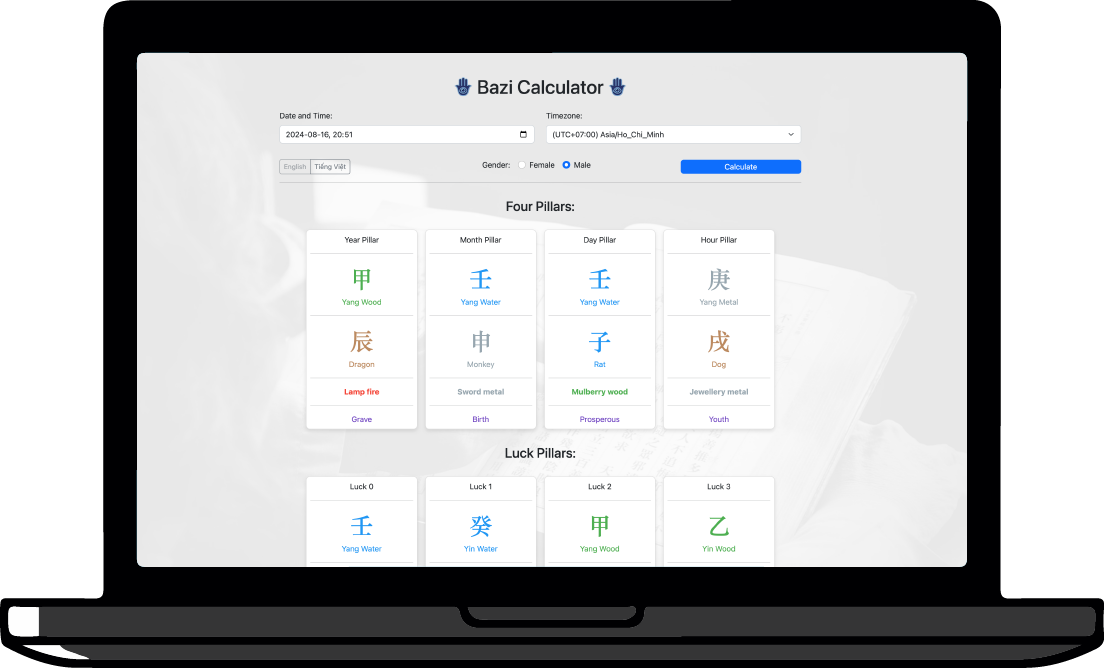 Bazi Calculator
Date and Time: Timezone:
2024-08-16, 20:51 (UTC+07:00) Asia/Ho_Chi_Minh
English Tiếng Việt Gender: Female Male Calculate
Four Pillars:
Year Pillar Month Pillar Day Pillar Hour Pillar
甲 壬 壬 庚
Yang Wood Yang Water Yang Water Yang Metal
辰 申 子 戌
Dragon Monkey Rat Dog
Lamp fire Sword metal Mulberry wood Jewellery metal
Grave Birth Prosperous Youth
Luck Pillars:
Luck 0 Luck 1 Luck 2 Luck 3
壬 癸 甲 乙
Yang Water Yin Water Yang Wood Yin Wood